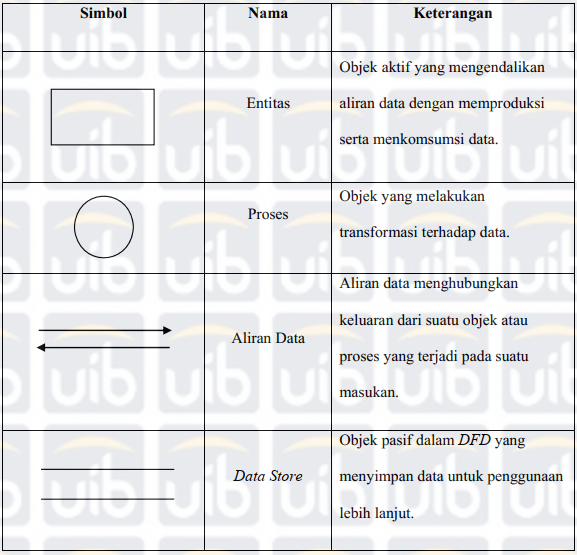 Simbol Nama Keterangan
Objek aktif yang mengendalikan
Entitas aliran data dengan memproduksi
serta menkomsumsi data.
Objek yang melakukan
Proses
transformasi terhadap data.
Aliran data menghubungkan
keluaran dari suatu objek atau
Aliran Data
proses yang terjadi pada suatu
masukan.
Objek pasif dalam DFD yang
Data Store menyimpan data untuk penggunaan
lebih lanjut.
uib